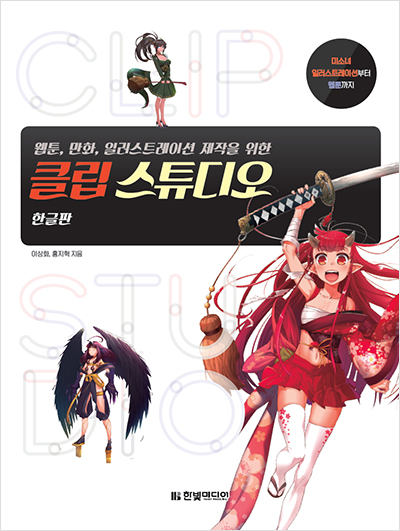 CLIP
미소녀
일러스트레이션부터
웹툰까지
웹툰, 만화, 일러스트레이션 제작을 위한
클립 스튜디오
한글판
이상희, 홍지혁 지음
STU
DIO
한빛미디어